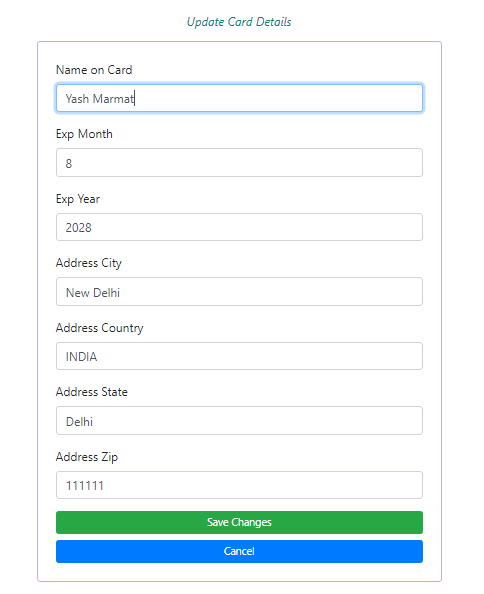 Update Card Details
Name on Card
Yash Marmat
Exp Month
8
Exp Year
2028
Address City
New Delhi
Address Country
INDIA
Address State
Delhi
Address Zip
111111
Save Changes
Cancel